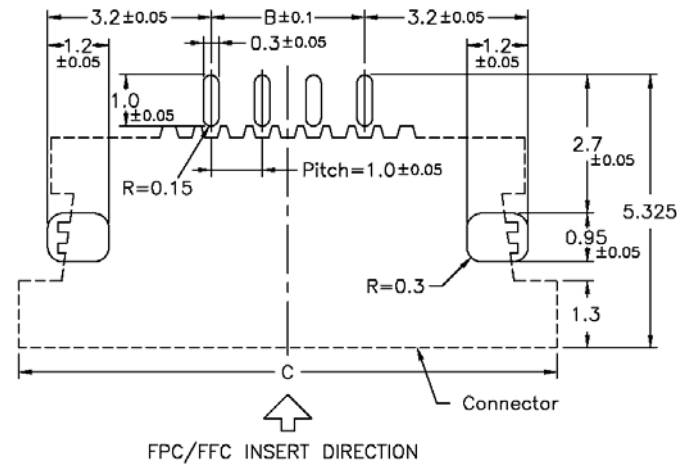 3.2±0.05 B±0.1 3.2±0.05
1.2±0.05 0.3±0.05 1.2±0.05
1.0±0.05
2.7±0.05
Pitch=1.0±0.05
R=0.15
5.325
0.95±0.05
R=0.3
1.3
C
Connector
FPC/FFC INSERT DIRECTION